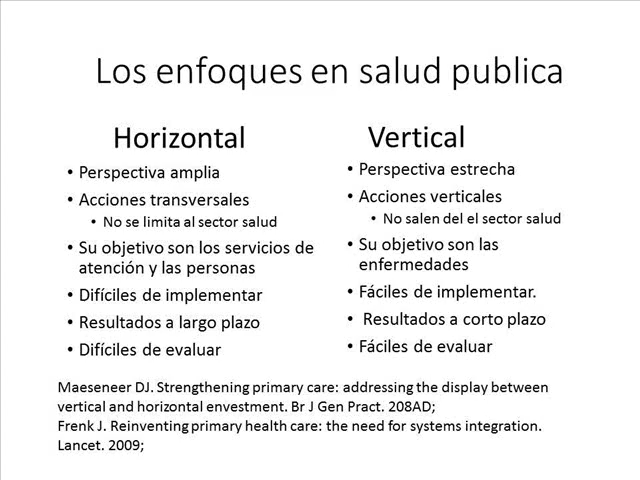 Los enfoques en salud publica
Horizontal
• Perspectiva amplia
• Acciones transversales
• No se limita al sector salud
• Su objetivo son los servicios de
atención y las personas
• Difíciles de implementar
• Resultados a largo plazo
• Difíciles de evaluar
Vertical
• Perspectiva estrecha
• Acciones verticales
• No salen del el sector salud
• Su objetivo son las
enfermedades
• Fáciles de implementar.
• Resultados a corto plazo
• Fáciles de evaluar
Maeseneer DJ. Strengthening primary care: addressing the display between
vertical and horizontal envestment. Br J Gen Pract. 208AD;
Frenk J. Reinventing primary health care: the need for systems integration.
Lancet. 2009;